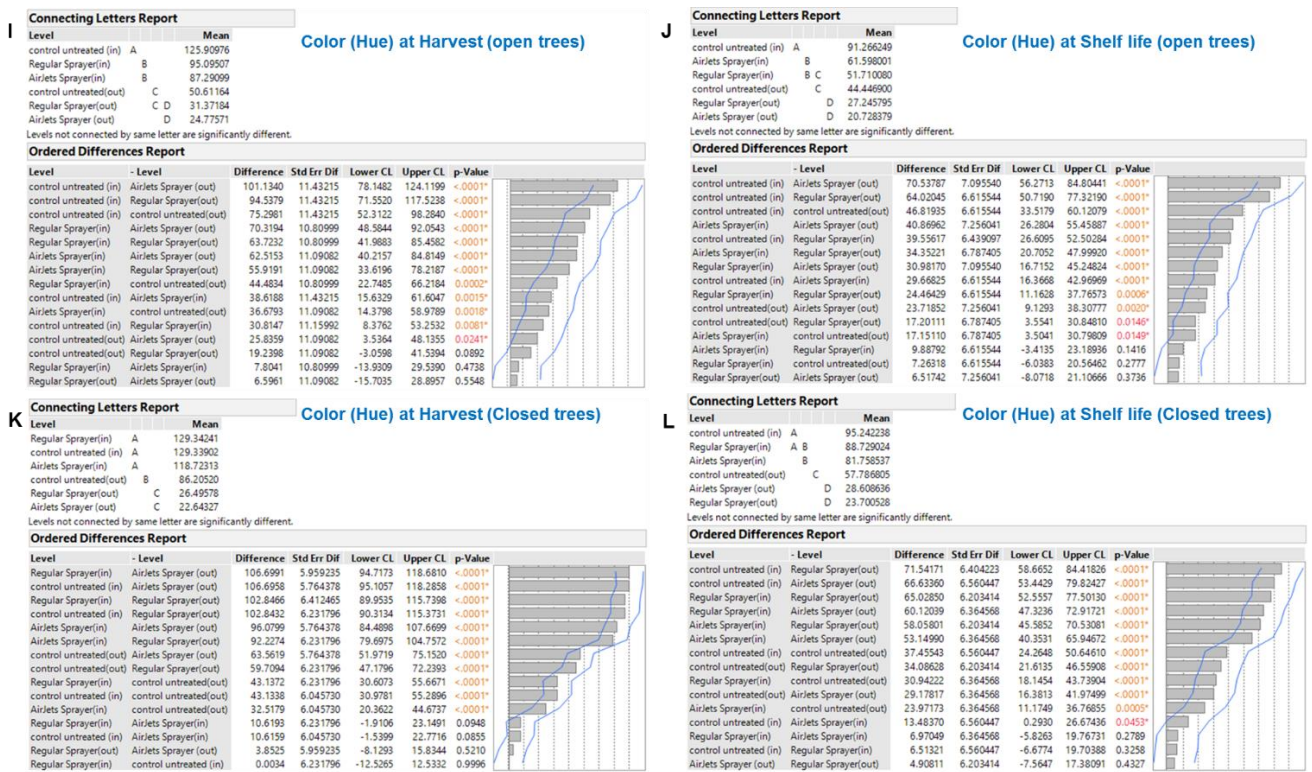 I
Connecting Letters Report
Color (Hue) at Harvest (open trees)
Level Mean
control untreated (in) A 125.90976
Regular Sprayer(in) B 95.09507
AirJets Sprayer(in) B 87.29099
control untreated(out) C 50.61164
Regular Sprayer(out) C D 31.37184
AirJets Sprayer (out) D 24.77571
Levels not connected by same letter are significantly different.
Ordered Differences Report
Level - Level Difference Std Err Dif Lower CL Upper CL p-Value
control untreated (in) AirJets Sprayer (out) 101.1340 11.43215 78.1482 124.1199 <.0001*
control untreated (in) Regular Sprayer(out) 94.5379 11.43215 71.5520 117.5238 <.0001*
control untreated (in) control untreated(out) 75.2981 11.43215 52.3122 98.2840 <.0001*
Regular Sprayer(in) AirJets Sprayer (out) 70.3194 10.80999 48.5844 92.0543 <.0001*
Regular Sprayer(in) Regular Sprayer(out) 63.7232 10.80999 41.9883 85.4582 <.0001*
AirJets Sprayer(in) AirJets Sprayer (out) 62.5153 11.09082 40.2157 84.8149 <.0001*
AirJets Sprayer(in) Regular Sprayer(out) 55.9191 11.09082 33.6196 78.2187 <.0001*
Regular Sprayer(in) control untreated(out) 44.4834 10.80999 22.7485 66.2184 0.0002*
control untreated (in) AirJets Sprayer(in) 38.6188 11.43215 15.6329 61.6047 0.0015*
AirJets Sprayer(in) control untreated(out) 36.6793 11.09082 14.3798 58.9789 0.0018*
control untreated (in) Regular Sprayer(in) 30.8147 11.15992 8.3762 53.2532 0.0081*
control untreated(out) AirJets Sprayer (out) 25.8359 11.09082 3.5364 48.1355 0.0241*
control untreated(out) Regular Sprayer(out) 19.2398 11.09082 -3.0598 41.5394 0.0892
Regular Sprayer(in) AirJets Sprayer(in) 7.8041 10.80999 -13.9309 29.5390 0.4738
Regular Sprayer(out) AirJets Sprayer (out) 6.5961 11.09082 -15.7035 28.8957 0.5548
J
Connecting Letters Report
Color (Hue) at Shelf life (open trees)
Level Mean
control untreated (in) A 91.266249
AirJets Sprayer(in) B 61.598001
Regular Sprayer(in) B C 51.710080
control untreated(out) C 44.446900
Regular Sprayer(out) D 27.245795
AirJets Sprayer (out) D 20.728379
Levels not connected by same letter are significantly different.
Ordered Differences Report
Level - Level Difference Std Err Dif Lower CL Upper CL p-Value
control untreated (in) AirJets Sprayer (out) 70.53787 7.095540 56.2713 84.80441 <.0001*
control untreated (in) Regular Sprayer(out) 64.02045 6.615544 50.7190 77.32190 <.0001*
control untreated (in) control untreated(out) 46.81935 6.615544 33.5179 60.12079 <.0001*
AirJets Sprayer(in) AirJets Sprayer (out) 40.86962 7.256041 26.2804 55.45887 <.0001*
control untreated (in) Regular Sprayer(in) 39.55617 6.439097 26.6095 52.50284 <.0001*
AirJets Sprayer(in) Regular Sprayer(out) 34.35221 6.787405 20.7052 47.99920 <.0001*
Regular Sprayer(in) AirJets Sprayer (out) 30.98170 7.095540 16.7152 45.24824 <.0001*
control untreated (in) AirJets Sprayer(in) 29.66825 6.615544 16.3668 42.96969 <.0001*
Regular Sprayer(in) Regular Sprayer(out) 24.46429 6.615544 11.1628 37.76573 0.0006*
control untreated(out) AirJets Sprayer (out) 23.71852 7.256041 9.1293 38.30777 0.0020*
control untreated(out) Regular Sprayer(out) 17.20111 6.787405 3.5541 30.84810 0.0146*
AirJets Sprayer(in) control untreated(out) 17.15110 6.787405 3.5041 30.79809 0.0149*
AirJets Sprayer(in) Regular Sprayer(in) 9.88792 6.615544 -3.4135 23.18936 0.1416
Regular Sprayer(in) control untreated(out) 7.26318 6.615544 -6.0383 20.56462 0.2777
Regular Sprayer(out) AirJets Sprayer (out) 6.51742 7.256041 -8.0718 21.10666 0.3736
K
Connecting Letters Report
Color (Hue) at Harvest (Closed trees)
Level Mean
Regular Sprayer(in) A 129.34241
control untreated (in) A 129.33902
AirJets Sprayer(in) A 118.72313
control untreated(out) B 86.20520
Regular Sprayer(out) C 26.49578
AirJets Sprayer (out) C 22.64327
Levels not connected by same letter are significantly different.
Ordered Differences Report
Level - Level Difference Std Err Dif Lower CL Upper CL p-Value
Regular Sprayer(in) AirJets Sprayer (out) 106.6991 5.959235 94.7173 118.6810 <.0001*
control untreated (in) AirJets Sprayer (out) 106.6958 5.764378 95.1057 118.2858 <.0001*
Regular Sprayer(in) Regular Sprayer(out) 102.8466 6.412465 89.9535 115.7398 <.0001*
control untreated (in) Regular Sprayer(out) 102.8432 6.231796 90.3134 115.3731 <.0001*
AirJets Sprayer(in) AirJets Sprayer (out) 96.0799 5.764378 84.4898 107.6699 <.0001*
AirJets Sprayer(in) Regular Sprayer(out) 92.2274 6.231796 79.6975 104.7572 <.0001*
control untreated(out) AirJets Sprayer (out) 63.5619 5.764378 51.9719 75.1520 <.0001*
control untreated(out) Regular Sprayer(out) 59.7094 6.231796 47.1796 72.2393 <.0001*
Regular Sprayer(in) control untreated(out) 43.1372 6.231796 30.6073 55.6671 <.0001*
control untreated (in) control untreated(out) 43.1338 6.045730 30.9781 55.2896 <.0001*
AirJets Sprayer(in) control untreated(out) 32.5179 6.045730 20.3622 44.6737 <.0001*
Regular Sprayer(in) AirJets Sprayer(in) 10.6193 6.231796 -1.9106 23.1491 0.0948
control untreated (in) AirJets Sprayer(in) 10.6159 6.045730 -1.5399 22.7716 0.0855
Regular Sprayer(out) AirJets Sprayer (out) 3.8525 5.959235 -8.1293 15.8344 0.5210
Regular Sprayer(in) control untreated (in) 0.0034 6.231796 -12.5265 12.5332 0.9996
L
Connecting Letters Report
Color (Hue) at Shelf life (Closed trees)
Level Mean
control untreated (in) A 95.242238
Regular Sprayer(in) A B 88.729024
AirJets Sprayer(in) B 81.758537
control untreated(out) C 57.786805
AirJets Sprayer (out) D 28.608636
Regular Sprayer(out) D 23.700528
Levels not connected by same letter are significantly different.
Ordered Differences Report
Level - Level Difference Std Err Dif Lower CL Upper CL p-Value
control untreated (in) Regular Sprayer(out) 71.54171 6.404223 58.6652 84.41826 <.0001*
control untreated (in) AirJets Sprayer (out) 66.63360 6.560447 53.4429 79.82427 <.0001*
Regular Sprayer(in) Regular Sprayer(out) 65.02850 6.203414 52.5557 77.50130 <.0001*
Regular Sprayer(in) AirJets Sprayer (out) 60.12039 6.364568 47.3236 72.91721 <.0001*
AirJets Sprayer(in) Regular Sprayer(out) 58.05801 6.203414 45.5852 70.53081 <.0001*
AirJets Sprayer(in) AirJets Sprayer (out) 53.14990 6.364568 40.3531 65.94672 <.0001*
control untreated (in) control untreated(out) 37.45543 6.560447 24.2648 50.64610 <.0001*
control untreated(out) Regular Sprayer(out) 34.08628 6.203414 21.6135 46.55908 <.0001*
Regular Sprayer(in) control untreated(out) 30.94222 6.364568 18.1454 43.73904 <.0001*
control untreated(out) AirJets Sprayer (out) 29.17817 6.364568 16.3813 41.97499 <.0001*
AirJets Sprayer(in) control untreated(out) 23.97173 6.364568 11.1749 36.76855 0.0005*
control untreated (in) AirJets Sprayer(in) 13.48370 6.560447 0.2930 26.67436 0.0453*
Regular Sprayer(in) AirJets Sprayer(in) 6.97049 6.364568 -5.8263 19.76731 0.2789
control untreated (in) Regular Sprayer(in) 6.51321 6.560447 -6.6774 19.70388 0.3258
AirJets Sprayer (out) Regular Sprayer(out) 4.90811 6.203414 -7.5647 17.38091 0.4327